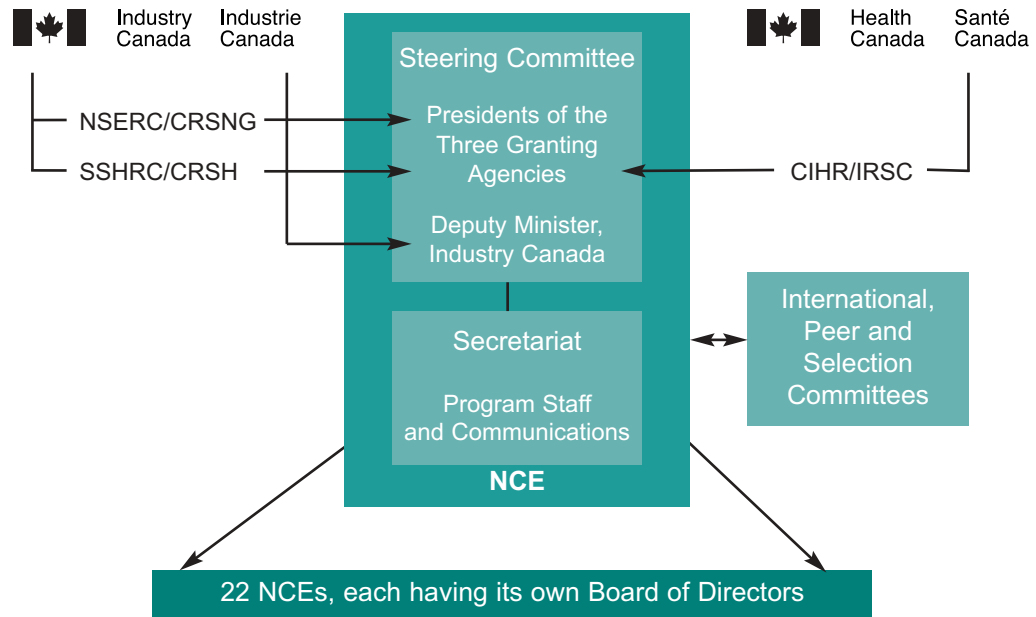 Industry Canada
Industrie Canada
Health Canada
Santé Canada
Steering Committee
NSERC/CRSNG
Presidents of the
Three Granting
Agencies
SSHRC/CRSH
CIHR/IRSC
Deputy Minister,
Industry Canada
International,
Peer and
Selection
Committees
Secretariat
Program Staff
and Communications
NCE
22 NCEs, each having its own Board of Directors